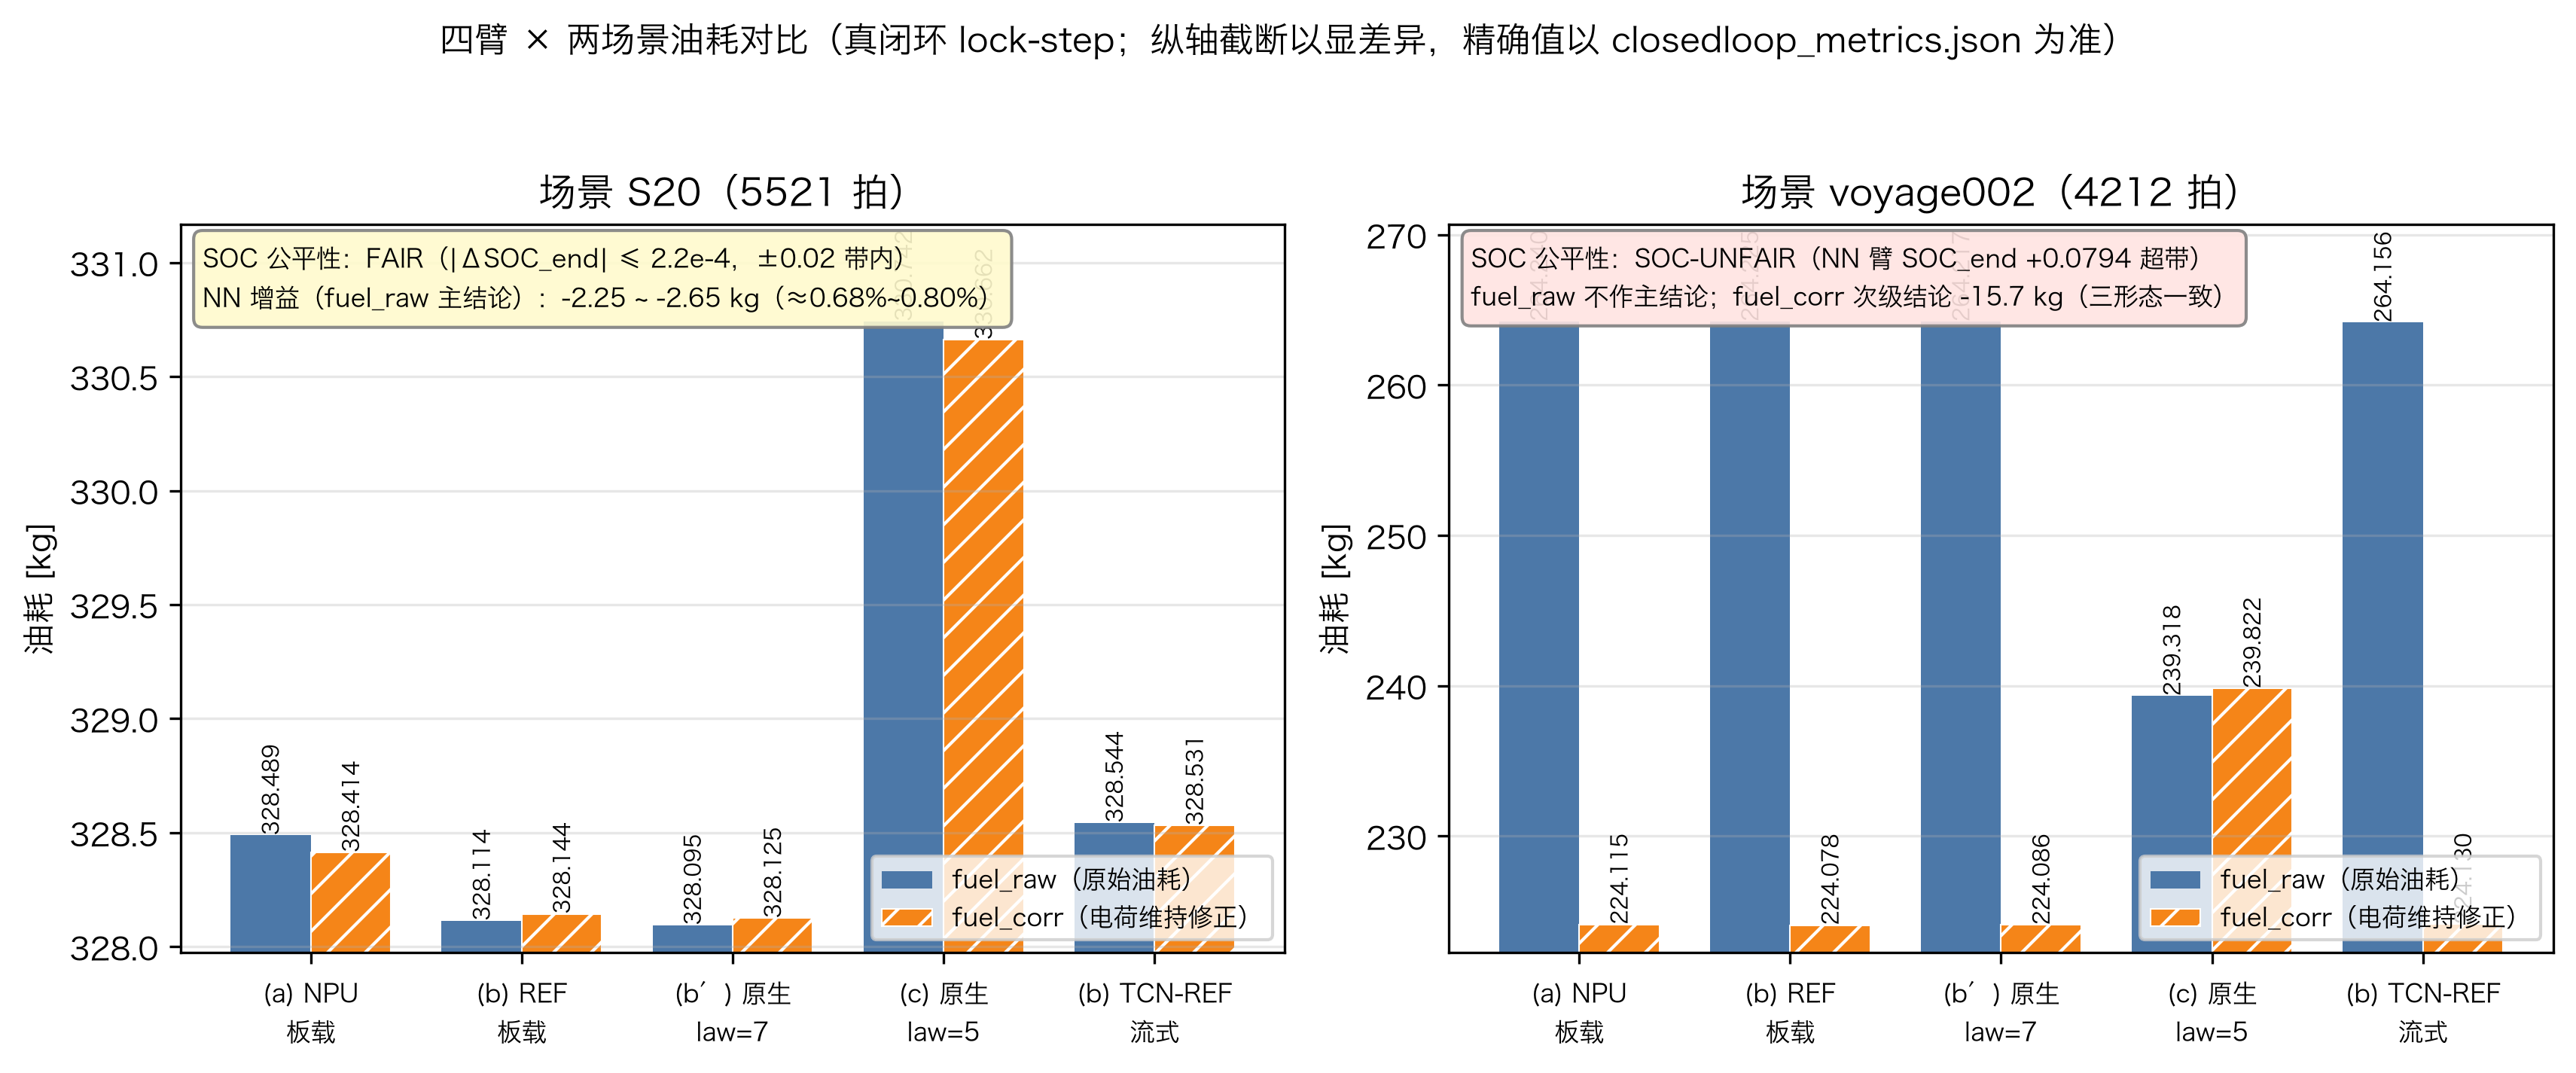 四臂 × 两场景油耗对比（真闭环 lock-step；纵轴截断以显差异，精确值以 closedloop_metrics.json 为准）
场景 S20（5521 拍）
SOC 公平性：FAIR（|ΔSOC_end| ≤ 2.2e-4，±0.02 带内）
NN 增益（fuel_raw 主结论）：-2.25 ~ -2.65 kg（≈0.68%~0.80%）
油耗 [kg]
331.0
330.5
330.0
329.5
329.0
328.5
328.0
328.489
328.414
328.114
328.144
328.095
328.125
330.742
330.662
328.544
328.531
fuel_raw（原始油耗）
fuel_corr（电荷维持修正）
(a) NPU
板载
(b) REF
板载
(b′) 原生
law=7
(c) 原生
law=5
(b) TCN-REF
流式
场景 voyage002（4212 拍）
SOC 公平性：SOC-UNFAIR（NN 臂 SOC_end +0.0794 超带）
fuel_raw 不作主结论；fuel_corr 次级结论 -15.7 kg（三形态一致）
油耗 [kg]
270
260
250
240
230
224.115
224.078
264.217
224.086
239.318
239.822
264.156
224.130
fuel_raw（原始油耗）
fuel_corr（电荷维持修正）
(a) NPU
板载
(b) REF
板载
(b′) 原生
law=7
(c) 原生
law=5
(b) TCN-REF
流式